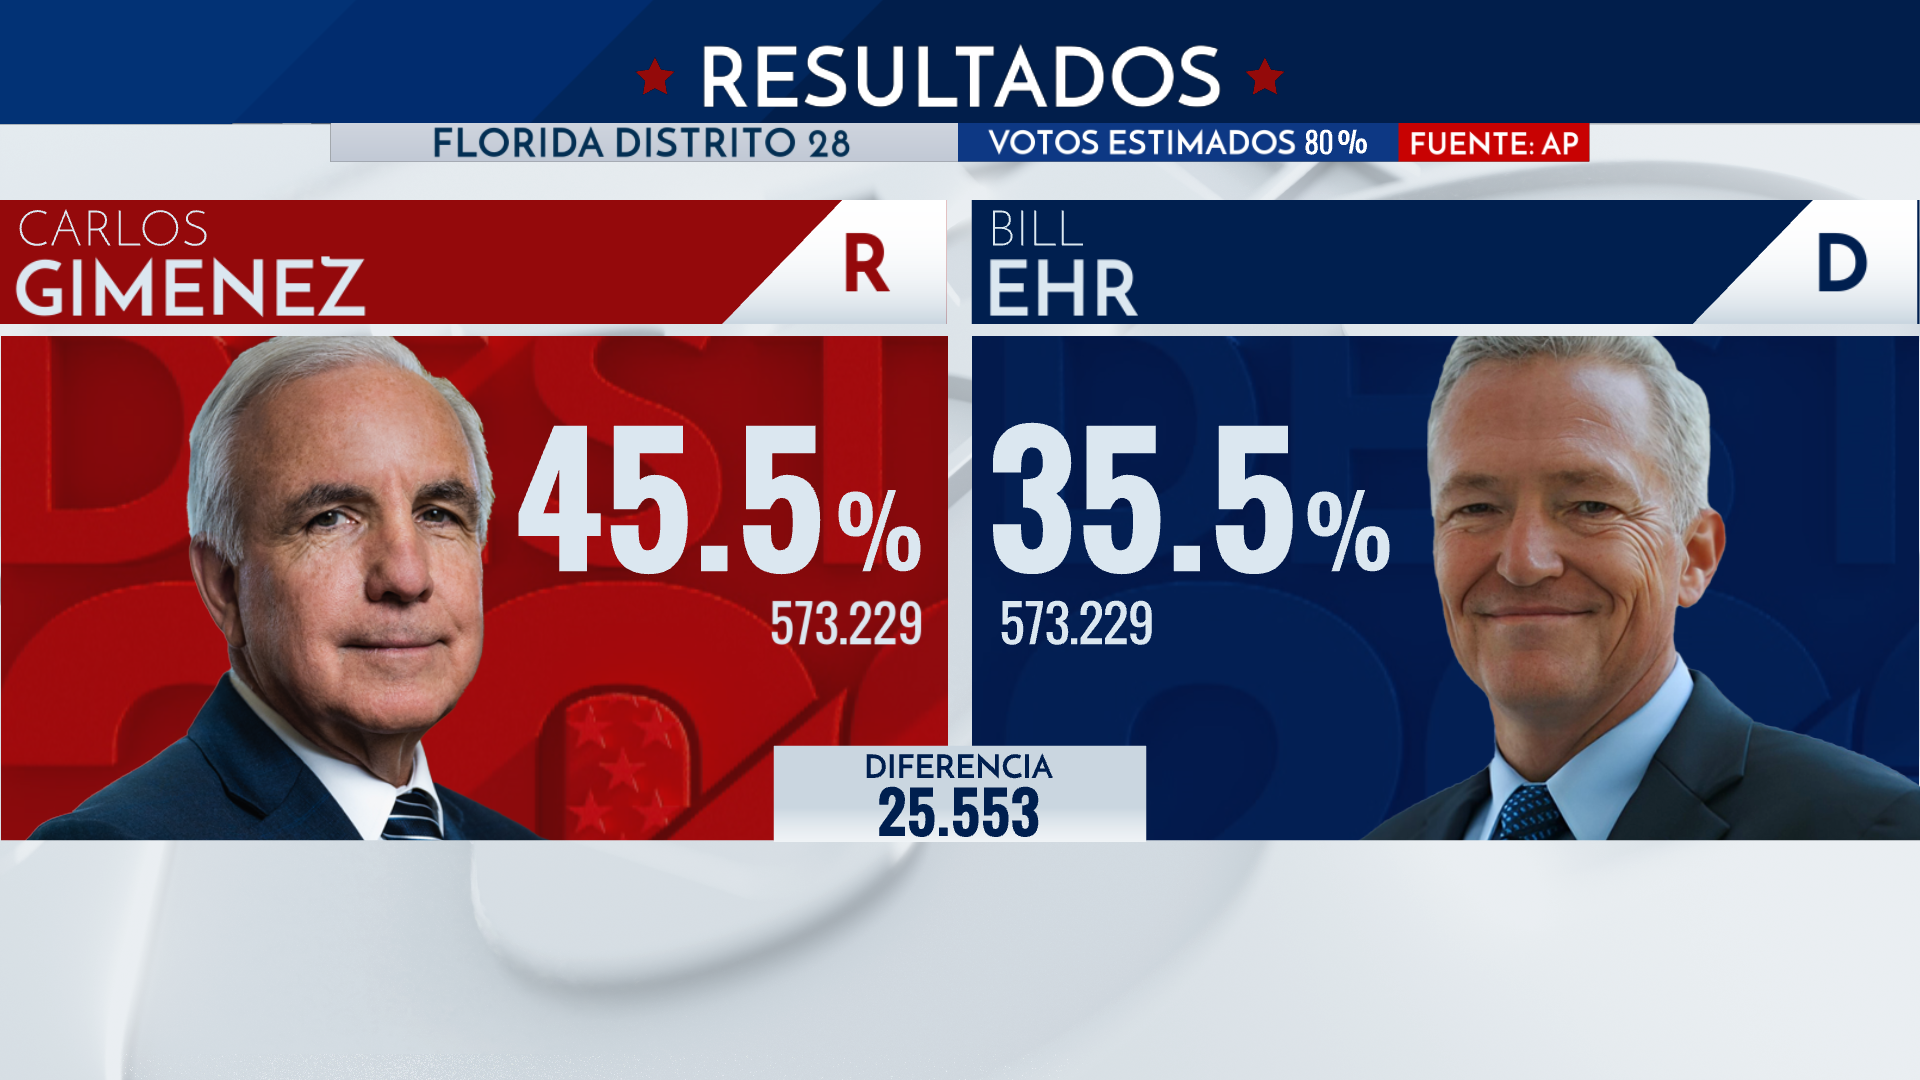 RESULTADOS
FLORIDA DISTRITO 28
VOTOS ESTIMADOS 80%
FUENTE: AP
CARLOS
GIMENEZ
R
45.5%
573.229
BILL
EHR
D
35.5%
573.229
DIFERENCIA
25.553